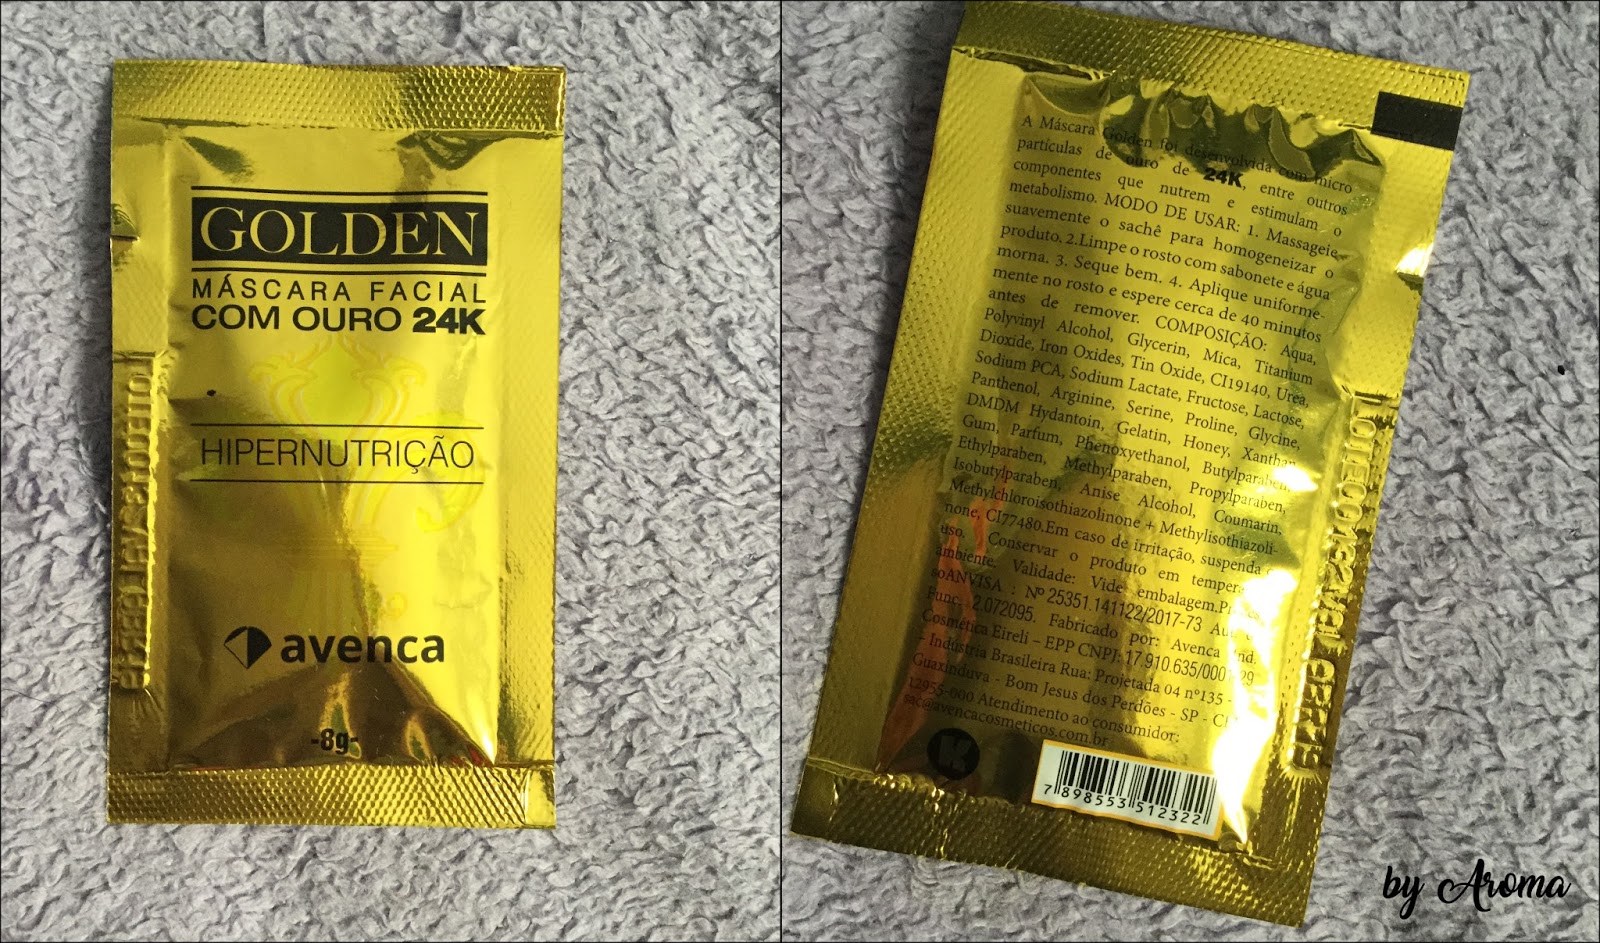 GOLDEN
MÁSCARA FACIAL
COM OURO 24K
HIPERNUTRIÇÃO
avenca
-8g-
A Máscara Golden foi desenvolvida com micro
partículas de ouro de 24K, entre outros
componentes que nutrem e estimulam o
metabolismo. MODO DE USAR: 1. Massageie
suavemente o sachê para homogeneizar o
produto. 2.Limpe o rosto com sabonete e água
morna. 3. Seque bem. 4. Aplique uniforme-
mente no rosto e espere cerca de 40 minutos
antes de remover. COMPOSIÇÃO: Aqua,
Polyvinyl Alcohol, Glycerin, Mica, Titanium
Dioxide, Iron Oxides, Tin Oxide, CI19140, Urea,
Sodium PCA, Sodium Lactate, Fructose, Lactose,
Panthenol, Arginine, Serine, Proline, Glycine,
DMDM Hydantoin, Gelatin, Honey, Xanthan
Gum, Parfum, Phenoxyethanol, Butylparaben,
Ethylparaben, Methylparaben, Propylparaben,
Isobutylparaben, Anise Alcohol, Coumarin,
Methylchloroisothiazolinone + Methylisothiazoli-
none, CI77480.Em caso de irritação, suspenda
uso. Conservar o produto em
ambiente. Validade: Vide embalagem.
soANVISA : Nº 25351.141122/2017-73
Func 2.072095. Fabricado por: Avenca Ind.
Cosmética Eireli – EPP CNPJ: 17.910.635/0001
- Indústria Brasileira Rua: Projetada 04 nº135 -
Guaxinduva - Bom Jesus dos Perdões - SP -
12955-000 Atendimento ao consumidor:
sac@avencacosmeticos.com.br
K
7 898553 512322
by Aroma